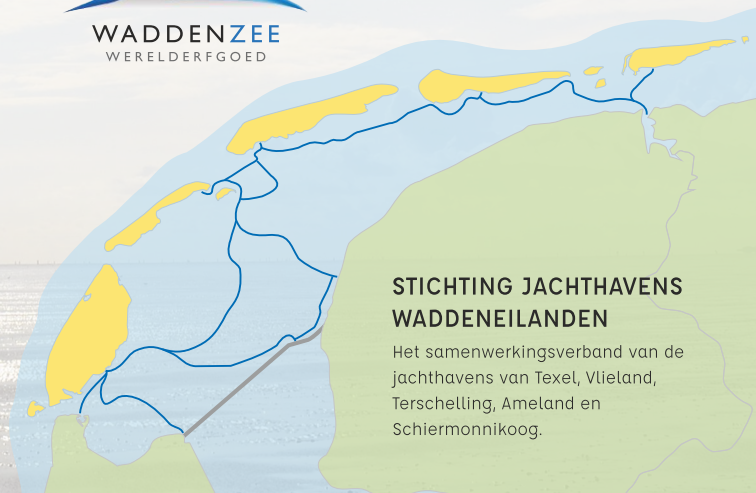 WADDENZEE
WERELDERFGOED
STICHTING JACHTHAVENS
WADDENEILANDEN
Het samenwerkingsverband van de
jachthavens van Texel, Vlieland,
Terschelling, Ameland en
Schiermonnikoog.